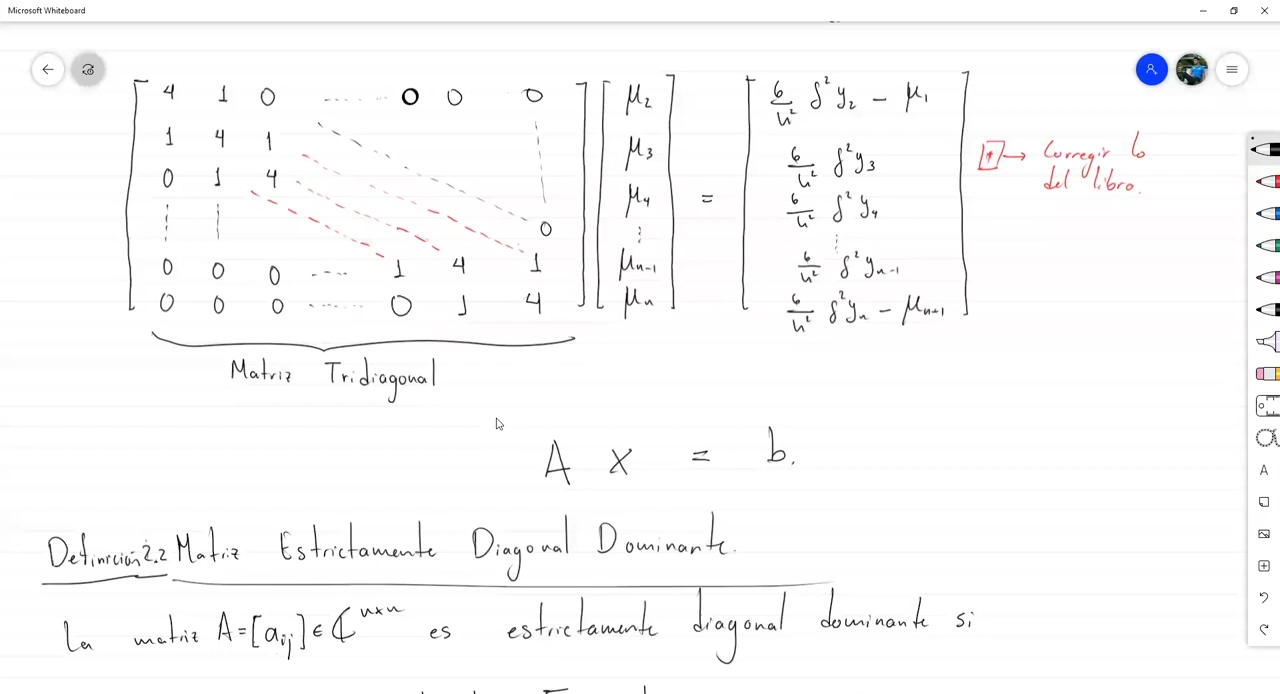 Microsoft Whiteboard
4 1 0 ...... 0 0 0 μ₂ 6/h² δ²y₂ − μ₁
1 4 1 μ₃ 6/h² δ²y₃ [*] → Corregir lo
0 1 4 μ₄ = 6/h² δ²y₄ del libro.
⋮ ⋮ 0 ⋮ ⋮
0 0 0 ---- 1 4 1 μn-1 6/h² δ²yn-1
0 0 0 ...... 0 1 4 μn 6/h² δ²yn − μn+1
Matriz Tridiagonal
A x = b.
Definición 2.2 Matriz Estrictamente Diagonal Dominante.
La matriz A=[aij] ∈ ℂⁿˣⁿ es estrictamente diagonal dominante si